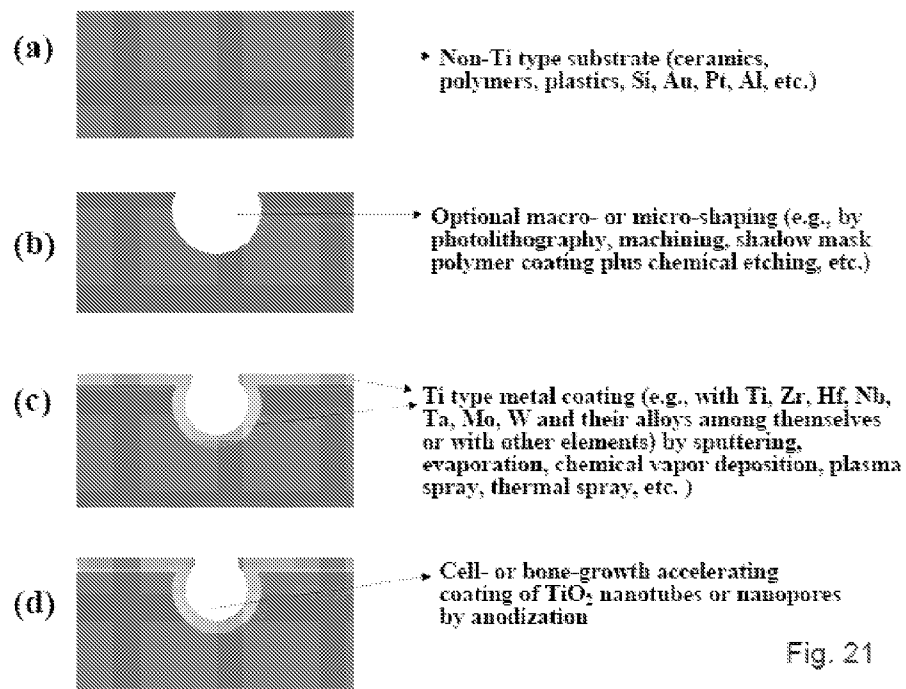 (a)
Non-Ti type substrate (ceramics,
polymers, plastics, Si, Au, Pt, Al, etc.)
(b)
Optional macro- or micro-shaping (e.g., by
photolithography, machining, shadow mask
polymer coating plus chemical etching, etc.)
(c)
Ti type metal coating (e.g., with Ti, Zr, Hf, Nb,
Ta, Mo, W and their alloys among themselves
or with other elements) by sputtering,
evaporation, chemical vapor deposition, plasma
spray, thermal spray, etc. )
(d)
Cell- or bone-growth accelerating
coating of TiO₂ nanotubes or nanopores
by anodization
Fig. 21